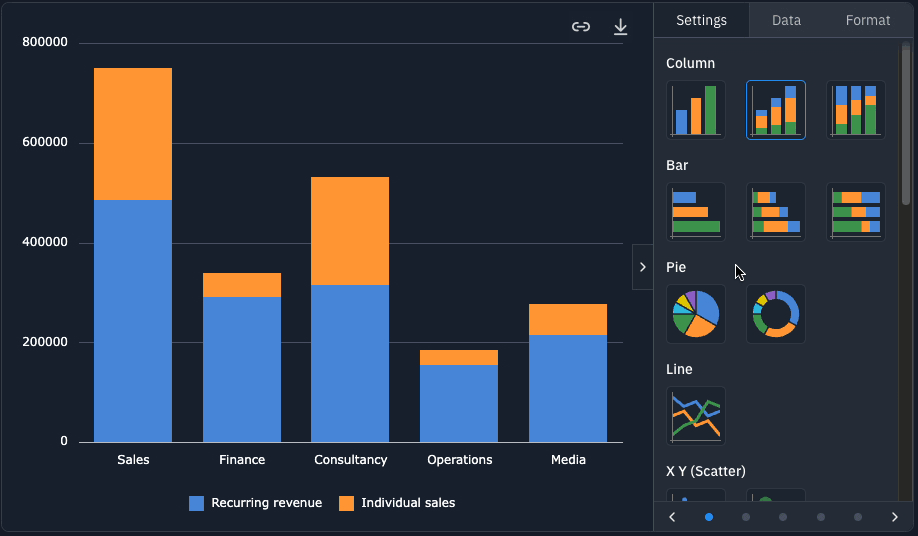 800000
600000
400000
200000
0
Sales Finance Consultancy Operations Media
Recurring revenue Individual sales
Settings Data Format
Column
Bar
Pie
Line
X Y (Scatter)